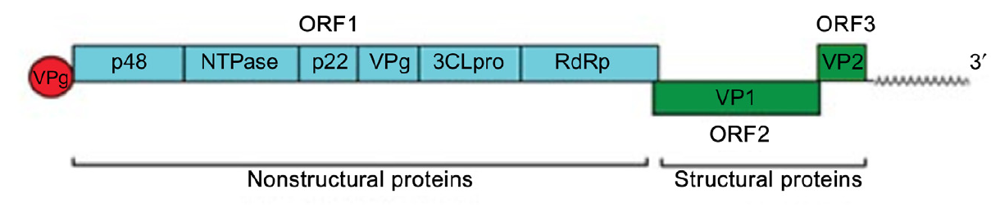 ORF1 ORF3
VPg p48 NTPase p22 VPg 3CLpro RdRp VP2 3′
VP1
ORF2
Nonstructural proteins Structural proteins